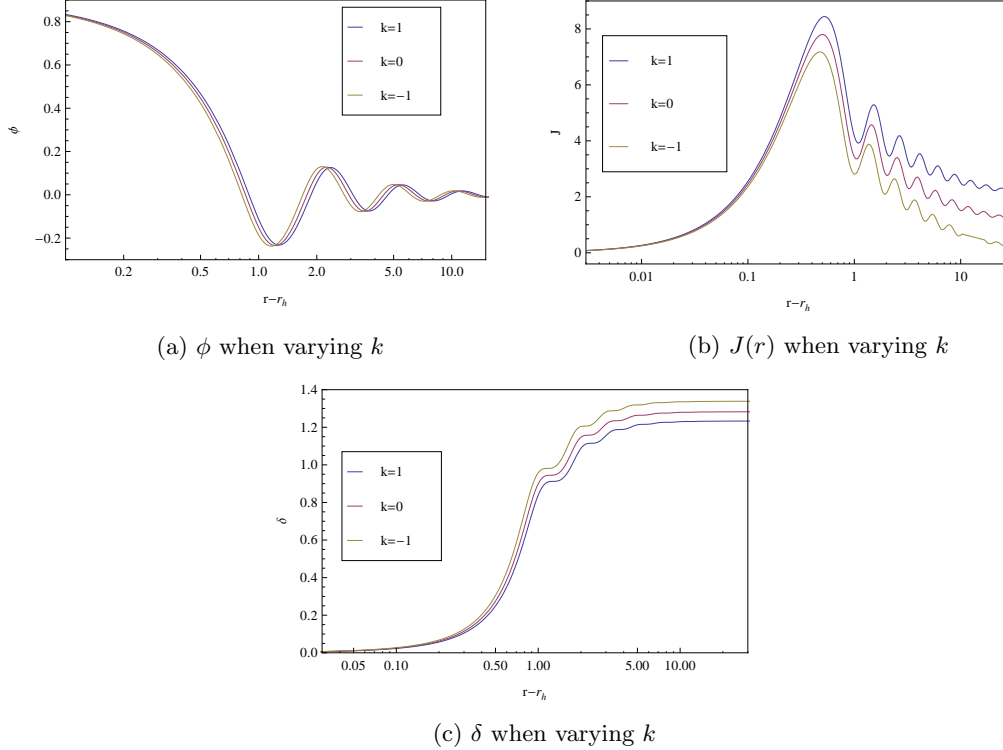 0.8
0.6
0.4
0.2
0.0
−0.2
ϕ
k=1
k=0
k=−1
0.2 0.5 1.0 2.0 5.0 10.0
r−r_h
(a) ϕ when varying k
8
6
4
2
0
J
k=1
k=0
k=−1
0.01 0.1 1 10
r−r_h
(b) J(r) when varying k
1.4
1.2
1.0
0.8
0.6
0.4
0.2
0.0
δ
k=1
k=0
k=−1
0.05 0.10 0.50 1.00 5.00 10.00
r−r_h
(c) δ when varying k